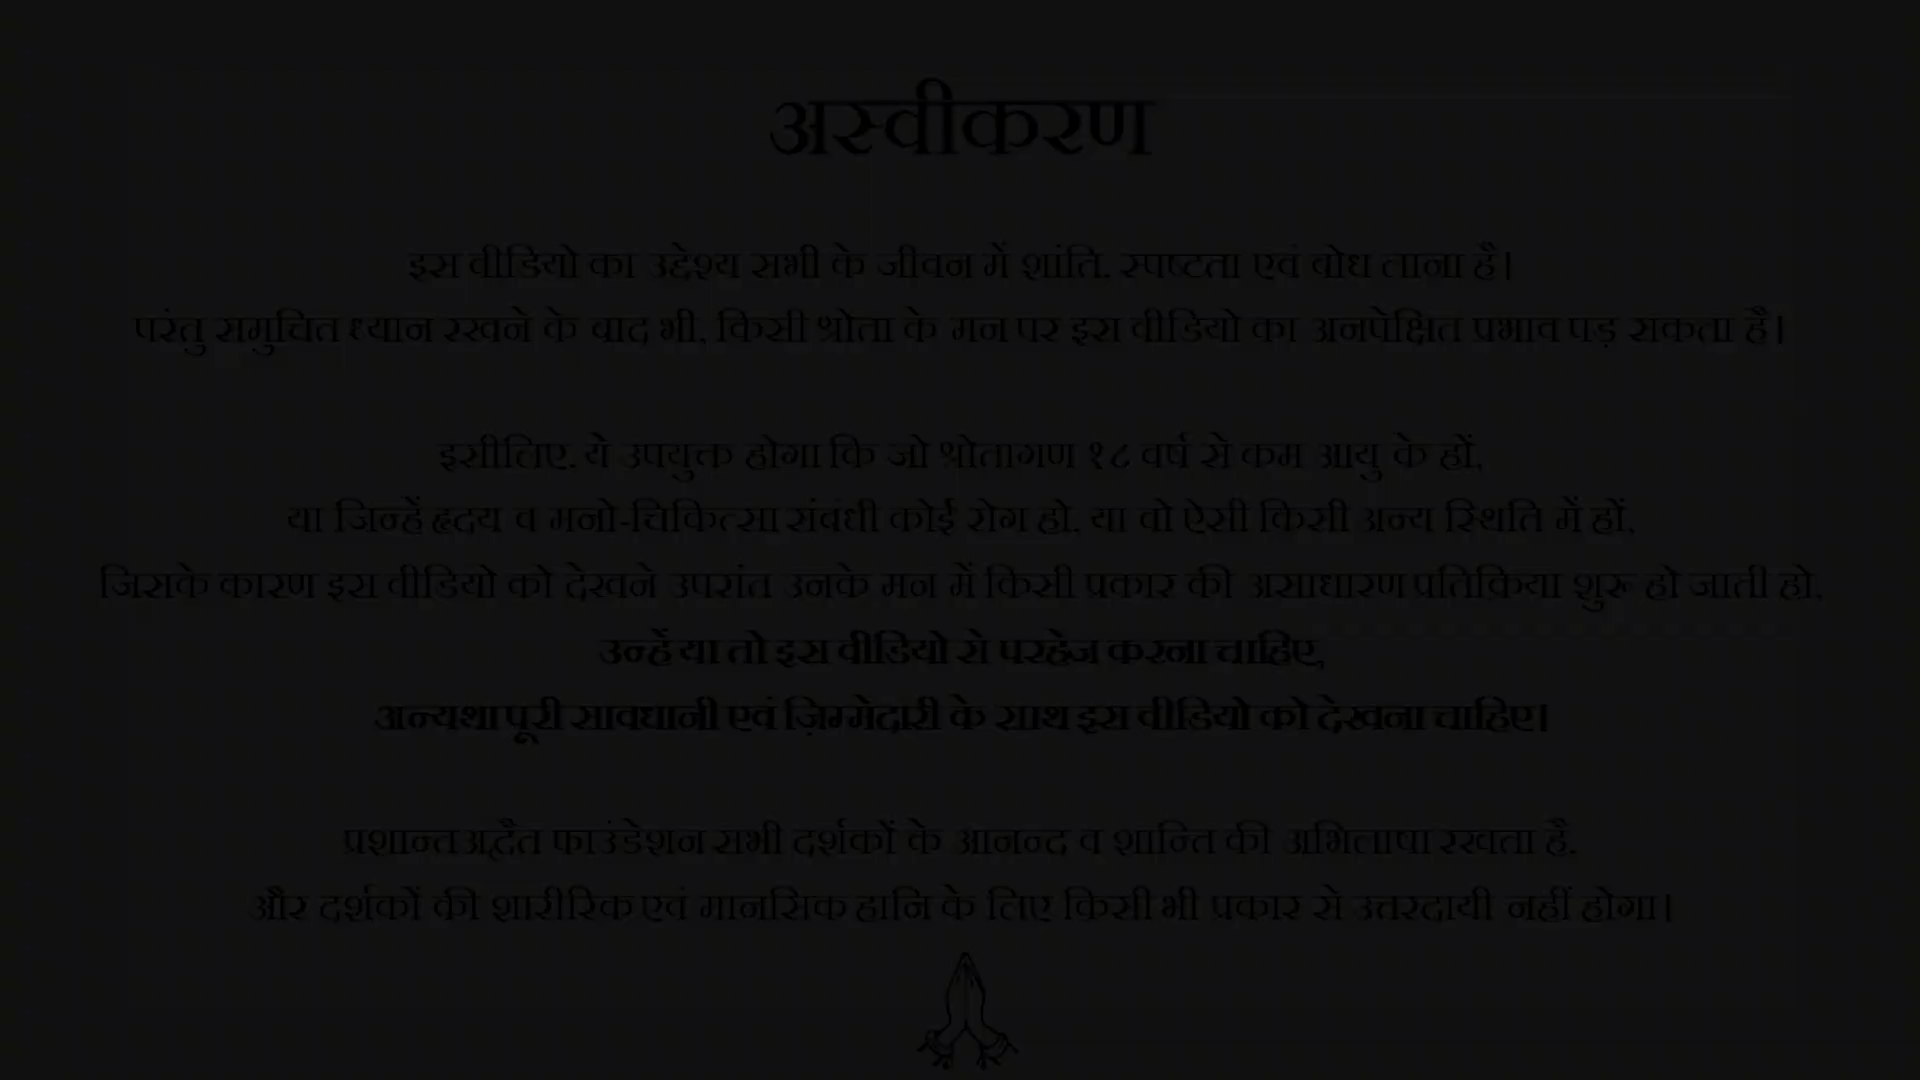 अस्वीकरण
इस वीडियो का उद्देश्य सभी के जीवन में शांति, स्पष्टता एवं बोध लाना है।
परंतु समुचित ध्यान रखने के बाद भी, किसी श्रोता के मन पर इस वीडियो का अनपेक्षित प्रभाव पड़ सकता है।
इसीलिए, ये उपयुक्त होगा कि जो श्रोतागण १८ वर्ष से कम आयु के हों,
या जिन्हें हृदय व मनो-चिकित्सा संबंधी कोई रोग हो, या वो ऐसी किसी अन्य स्थिति में हों,
जिसके कारण इस वीडियो को देखने उपरांत उनके मन में किसी प्रकार की असाधारण प्रतिक्रिया शुरू हो जाती हो,
उन्हें या तो इस वीडियो से परहेज करना चाहिए,
अन्यथा पूरी सावधानी एवं ज़िम्मेदारी के साथ इस वीडियो को देखना चाहिए।
प्रशान्तअद्वैत फाउंडेशन सभी दर्शकों के आनन्द व शान्ति की अभिलाषा रखता है,
और दर्शकों की शारीरिक एवं मानसिक हानि के लिए किसी भी प्रकार से उत्तरदायी नहीं होगा।